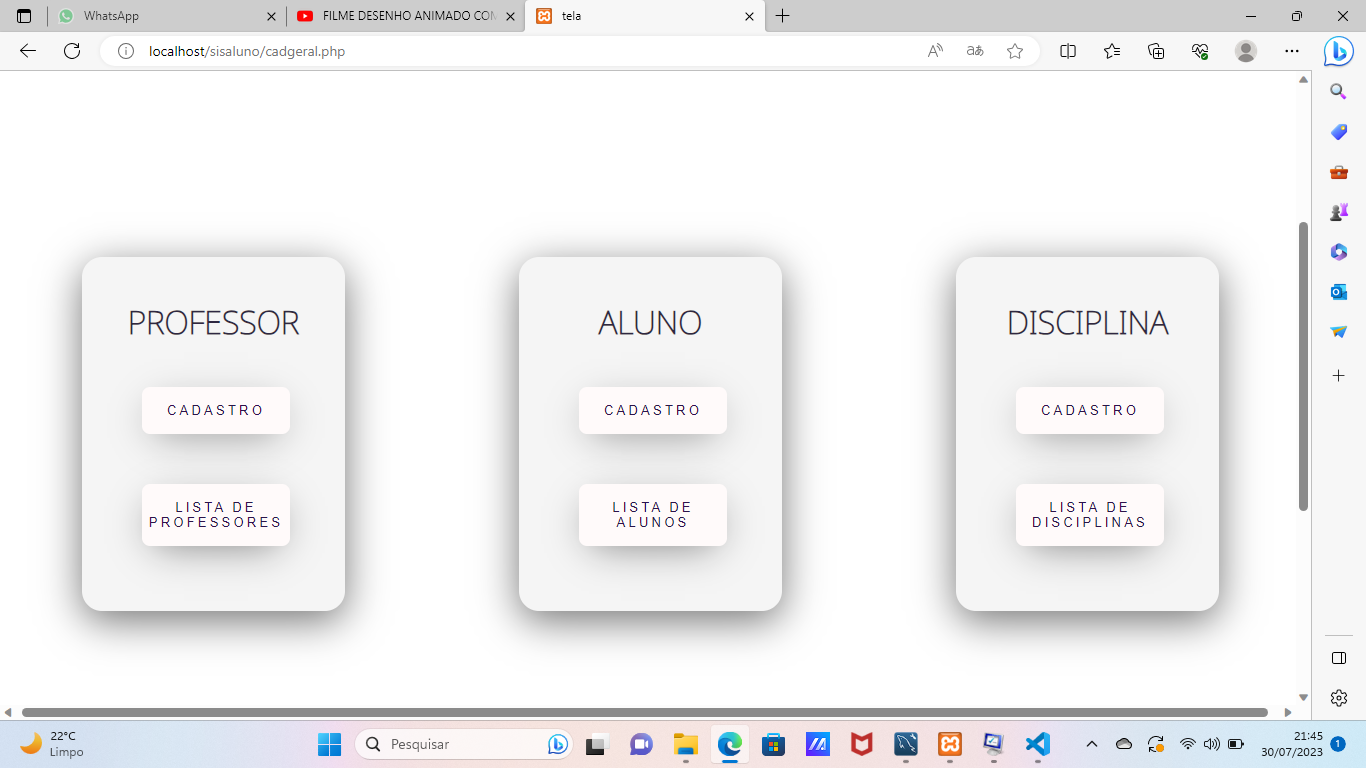 WhatsApp
FILME DESENHO ANIMADO COM
tela
localhost/sisaluno/cadgeral.php
PROFESSOR
CADASTRO
LISTA DE
PROFESSORES
ALUNO
CADASTRO
LISTA DE
ALUNOS
DISCIPLINA
CADASTRO
LISTA DE
DISCIPLINAS
22°C
Limpo
Pesquisar
21:45
30/07/2023
1